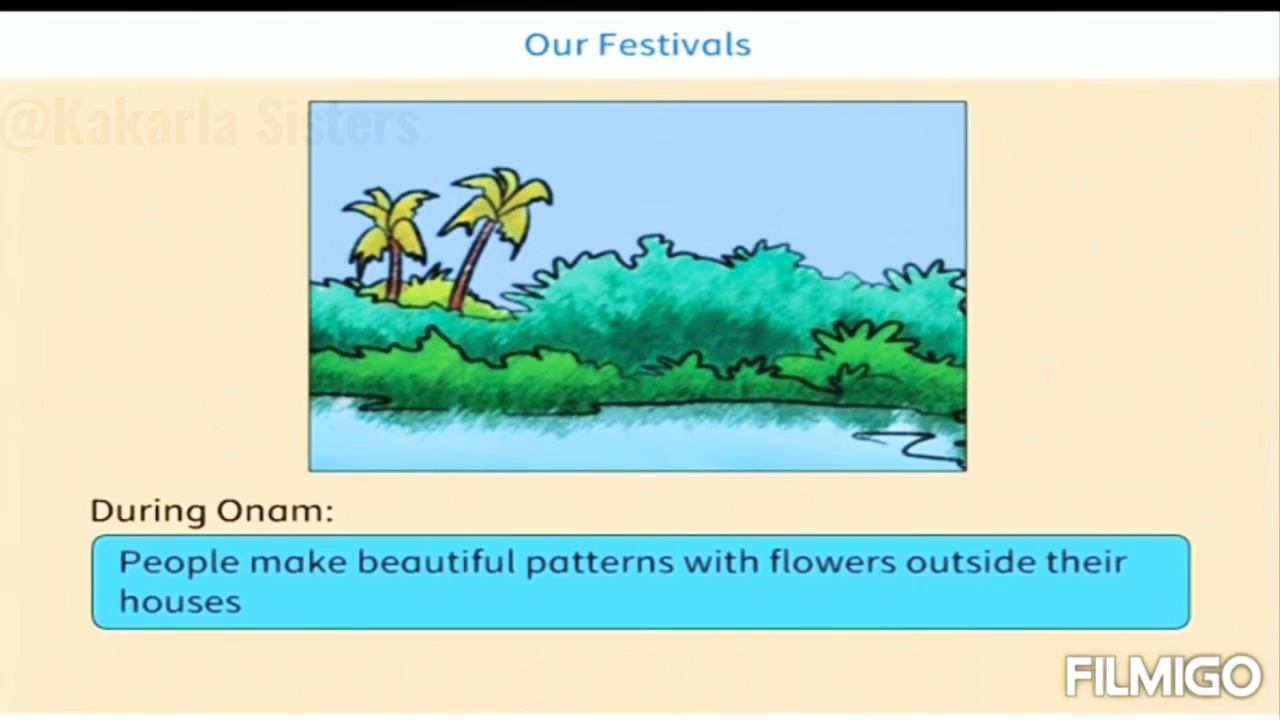 Our Festivals
@Kakarla Sisters
During Onam:
People make beautiful patterns with flowers outside their
houses
FILMIGO